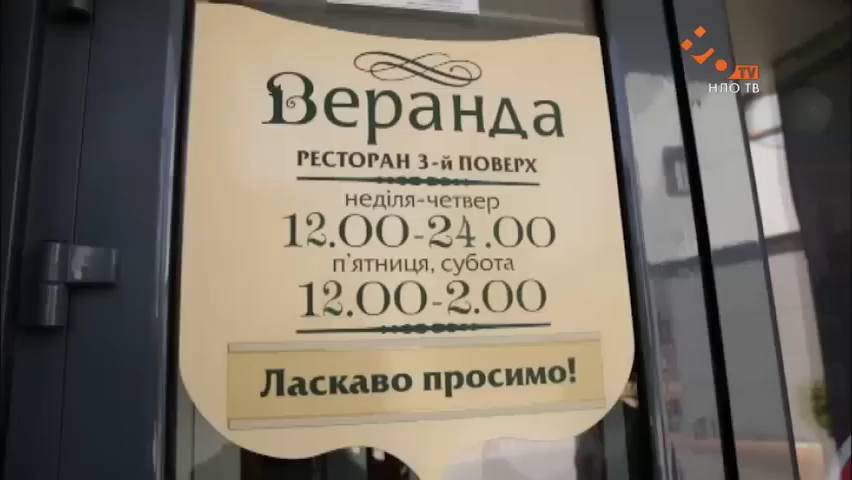 Веранда
РЕСТОРАН 3-й ПОВЕРХ
неділя-четвер
12.00-24.00
п'ятниця, субота
12.00-2.00
Ласкаво просимо!
TV
НЛО TВ